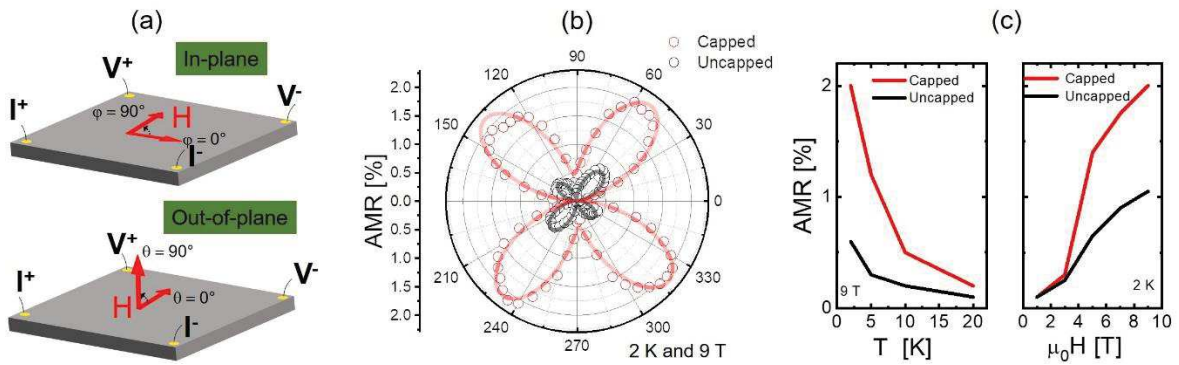 (a)
In-plane
V⁺
V⁻
I⁺
I⁻
H
φ = 90°
φ = 0°
Out-of-plane
V⁺
V⁻
I⁺
I⁻
H
θ = 90°
θ = 0°
(b)
Capped
Uncapped
AMR [%]
2.0
1.5
1.0
0.5
0.0
0.5
1.0
1.5
2.0
90
60
30
0
330
300
270
240
210
150
120
2 K and 9 T
(c)
AMR [%]
2
1
0
Capped
Uncapped
9 T
0 5 10 15 20
T [K]
Capped
Uncapped
2 K
0 2 4 6 8 10
μ₀H [T]